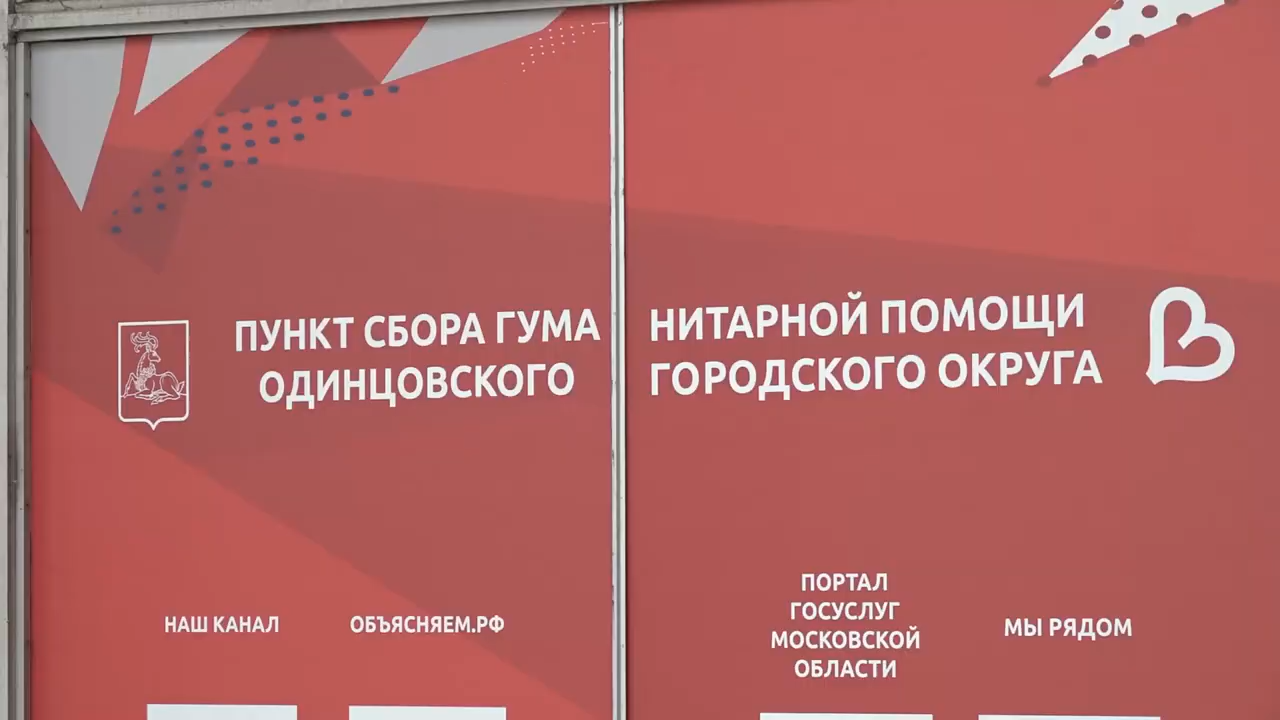 ПУНКТ СБОРА ГУМА НИТАРНОЙ ПОМОЩИ
ОДИНЦОВСКОГО ГОРОДСКОГО ОКРУГА
НАШ КАНАЛ
ОБЪЯСНЯЕМ.РФ
ПОРТАЛ
ГОСУСЛУГ
МОСКОВСКОЙ
ОБЛАСТИ
МЫ РЯДОМ